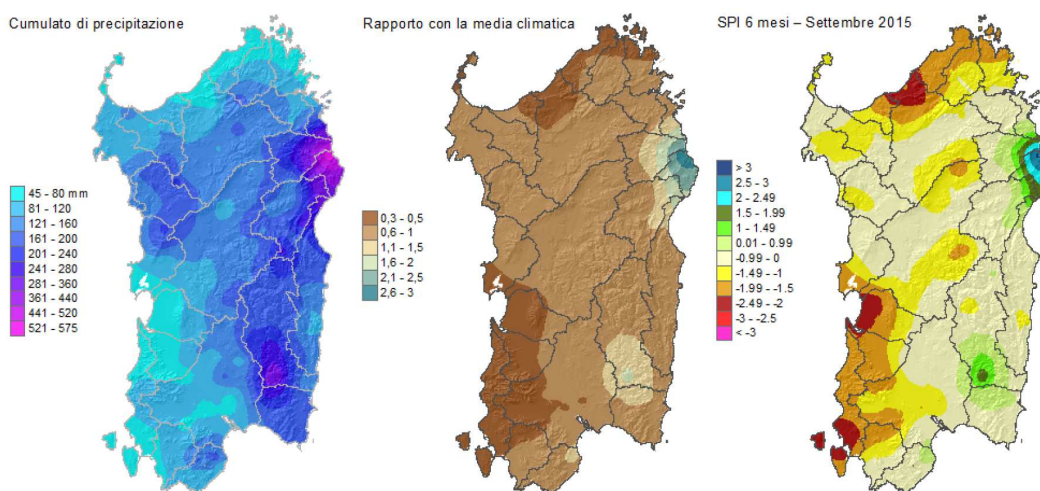 Cumulato di precipitazione
45 - 80 mm
81 - 120
121 - 160
161 - 200
201 - 240
241 - 280
281 - 360
361 - 440
441 - 520
521 - 575
Rapporto con la media climatica
0,3 - 0,5
0,6 - 1
1,1 - 1,5
1,6 - 2
2,1 - 2,5
2,6 - 3
SPI 6 mesi – Settembre 2015
> 3
2.5 - 3
2 - 2.49
1.5 - 1.99
1 - 1.49
0.01 - 0.99
-0.99 - 0
-1.49 - -1
-1.99 - -1.5
-2.49 - -2
-3 - -2.5
< -3